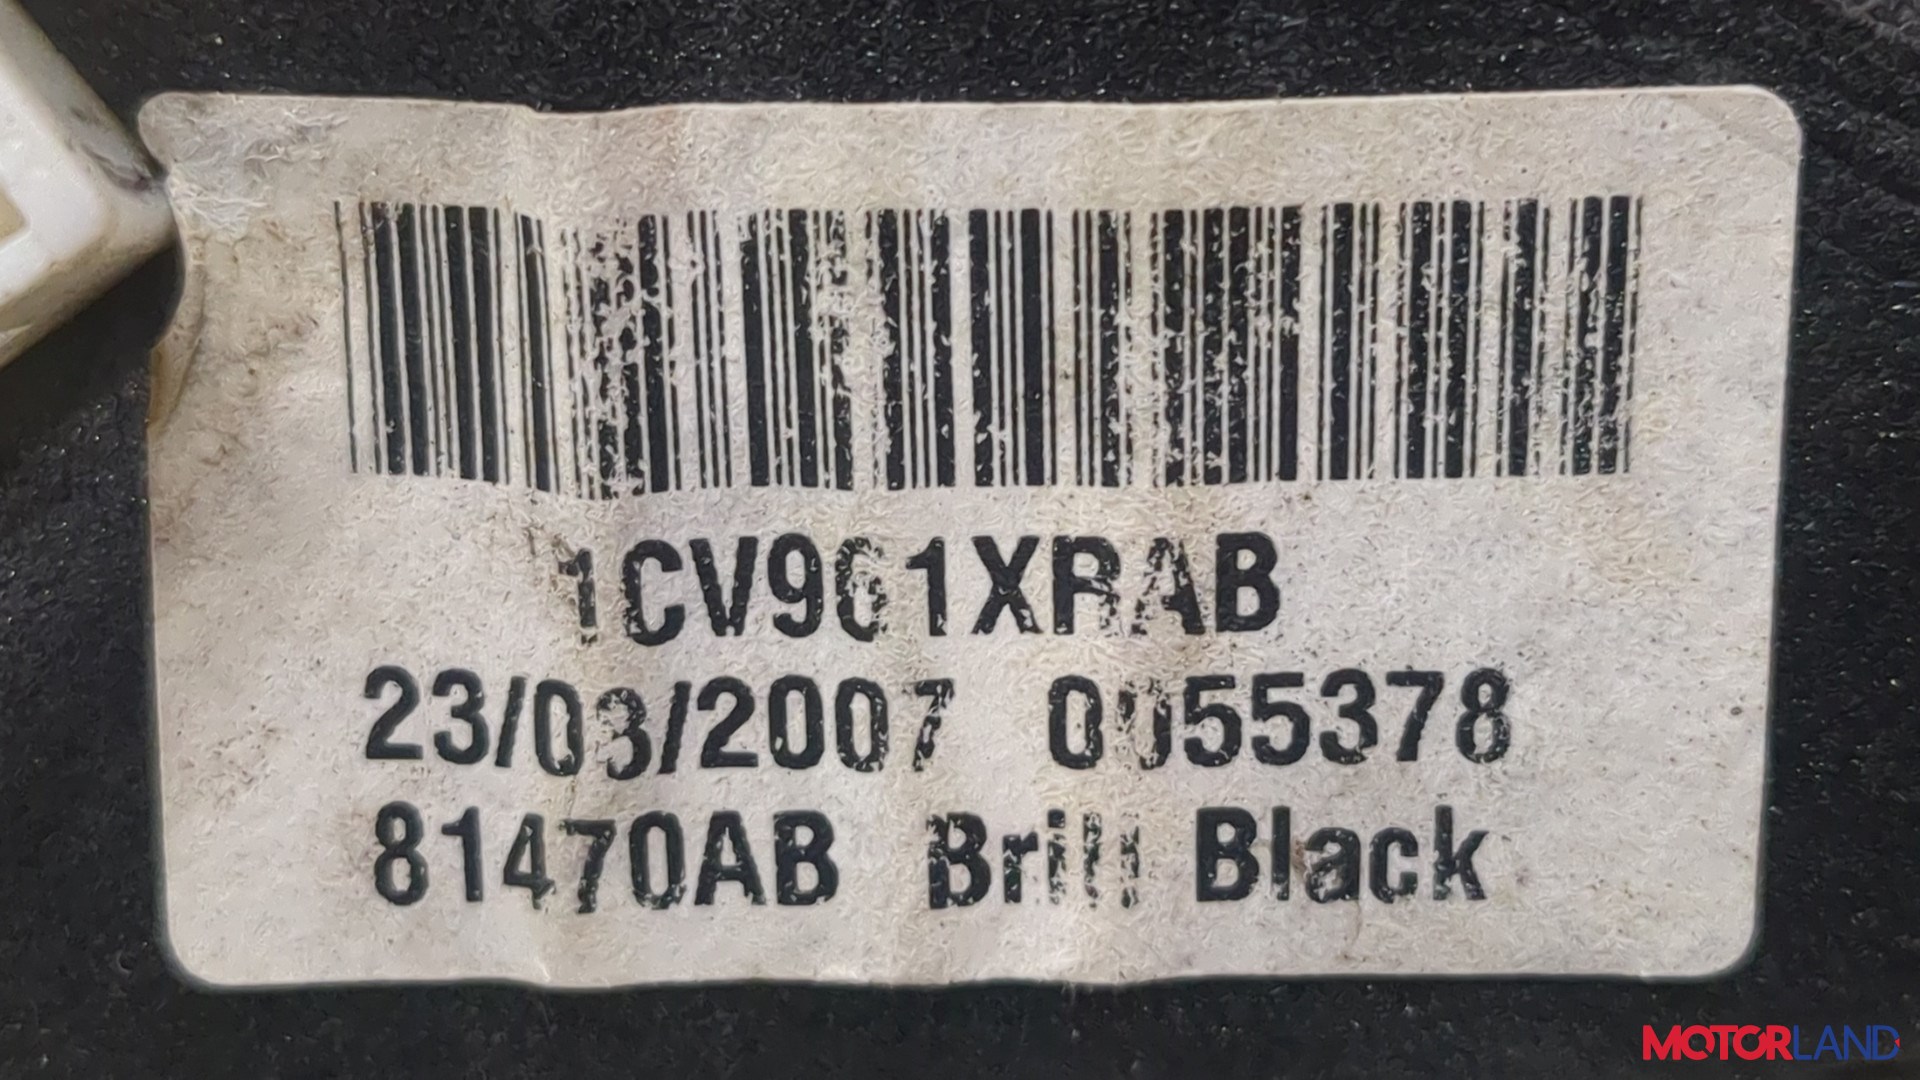 1CV961XRAB
23/03/2007 0055378
81470AB Brill Black
MOTORLAND